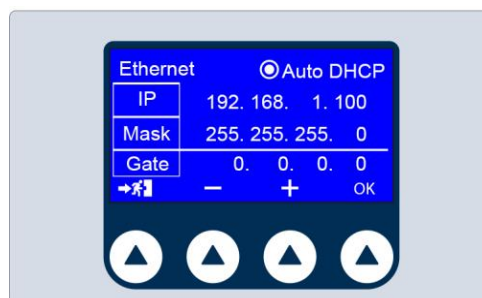 Ethernet Auto DHCP
IP 192. 168. 1. 100
Mask 255. 255. 255. 0
Gate 0. 0. 0. 0
− + OK